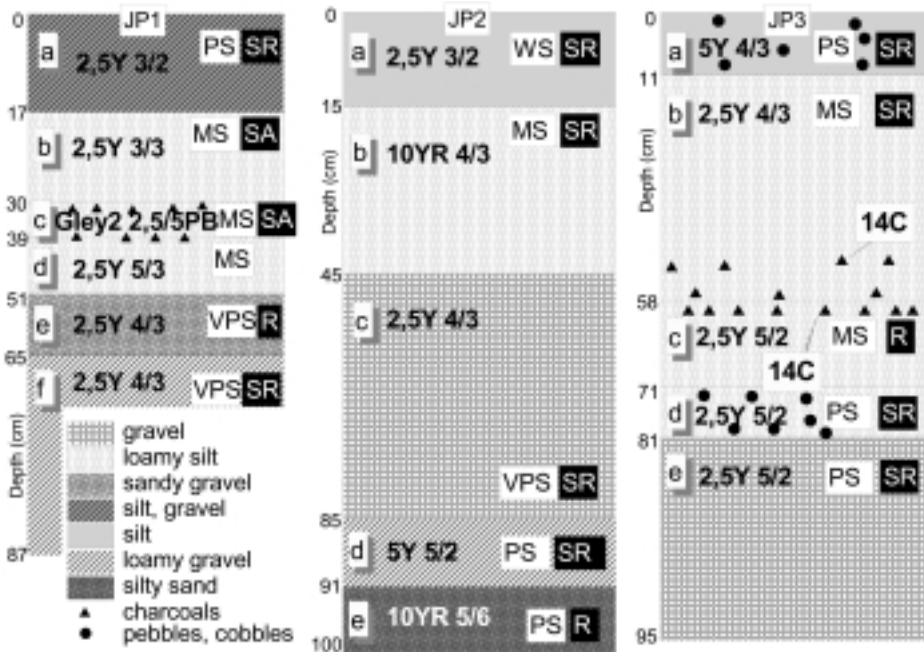 JP1
0
a 2,5Y 3/2 PS SR
17
b 2,5Y 3/3 MS SA
30
c Gley2 2,5/5PB MS SA
39
d 2,5Y 5/3 MS
51
e 2,5Y 4/3 VPS R
65
f 2,5Y 4/3 VPS SR
Depth (cm)
87
gravel
loamy silt
sandy gravel
silt, gravel
silt
loamy gravel
silty sand
charcoals
pebbles, cobbles
JP2
0
a 2,5Y 3/2 WS SR
15
b 10YR 4/3 MS SR
Depth (cm)
45
c 2,5Y 4/3
VPS SR
85
d 5Y 5/2 PS SR
91
e 10YR 5/6 PS R
100
JP3
0
a 5Y 4/3 PS SR
11
b 2,5Y 4/3 MS SR
Depth (cm)
14C
58
c 2,5Y 5/2 MS R
14C
71
d 2,5Y 5/2 PS SR
81
e 2,5Y 5/2 PS SR
95